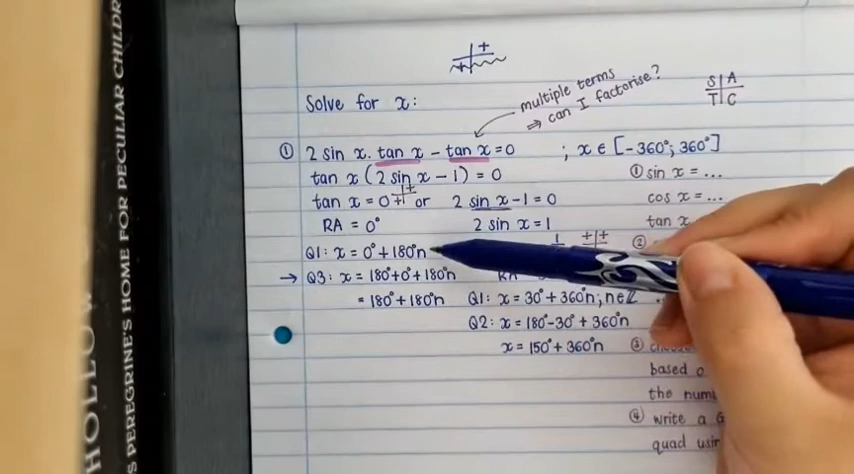 HOLLOW
S PEREGRINE'S HOME FOR PECULIAR CHILDR
+
+
Solve for x:
multiple terms
⇒ can I factorise?
S | A
T | C
① 2 sin x. tan x - tan x = 0 ; x ∈ [-360°; 360°]
tan x (2 sin x - 1) = 0
① sin x = ...
tan x = 0 or 2 sin x - 1 = 0
+
+
cos x = ...
RA = 0° 2 sin x = 1
tan x
Q1: x = 0° + 180°n
+ | +
②
→ Q3: x = 180° + 0° + 180°n
= 180° + 180°n
Q1: x = 30° + 360°n; n∈Z
Q2: x = 180° - 30° + 360°n
x = 150° + 360°n
③
based o
the num
④ write a G
quad usin